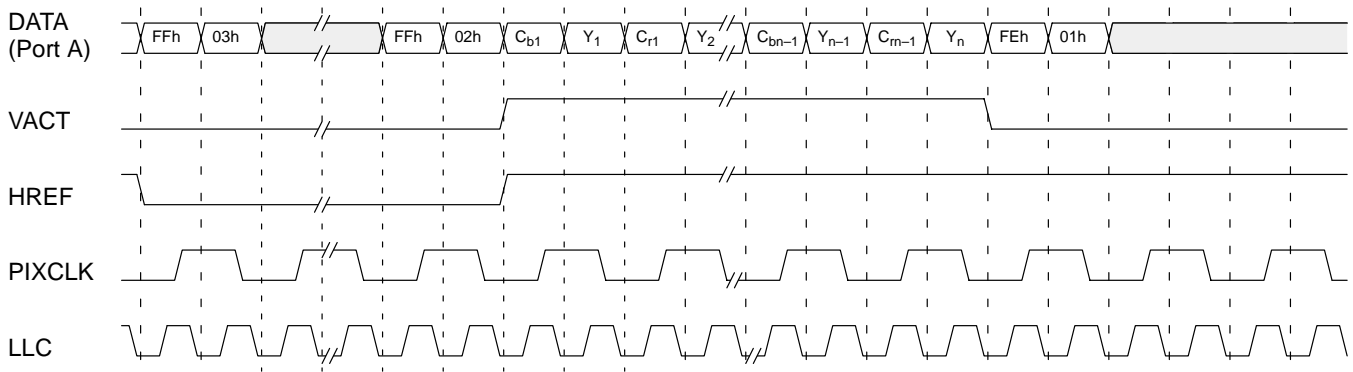 DATA
(Port A)
FFh 03h FFh 02h Cb1 Y1 Cr1 Y2 Cbn–1 Yn–1 Crn–1 Yn FEh 01h
VACT
HREF
PIXCLK
LLC